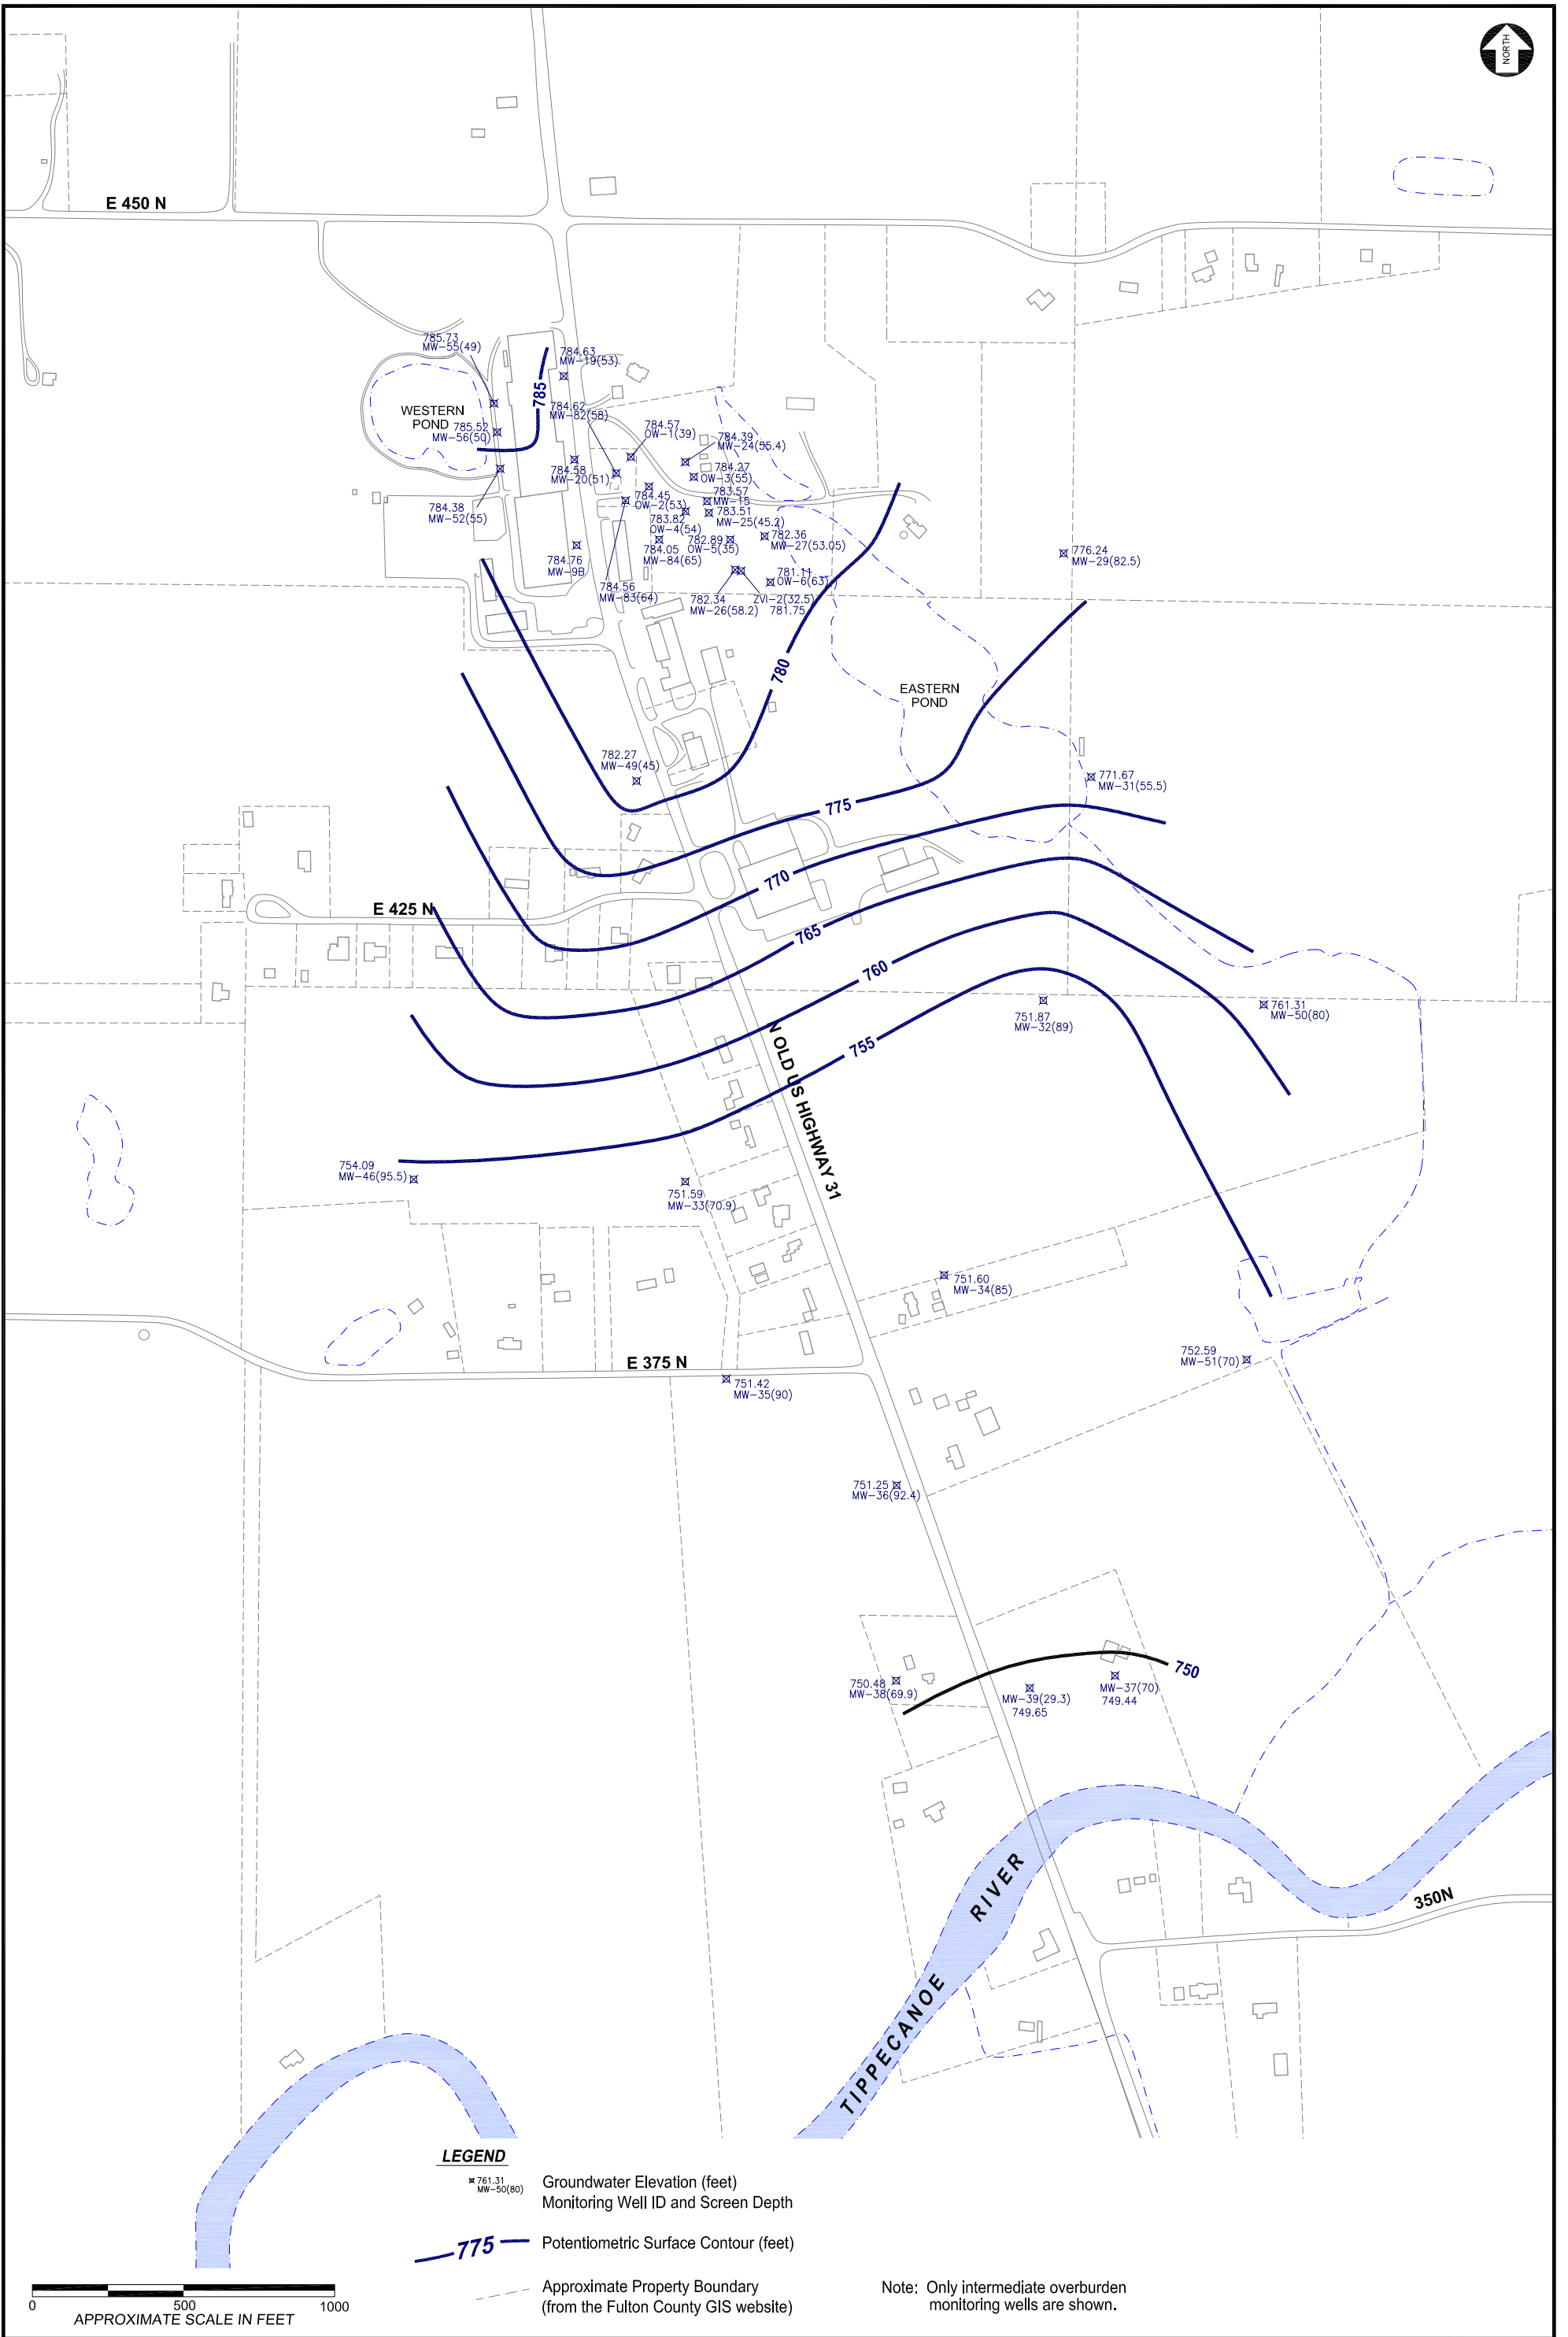 NORTH
E 450 N
785.73
MW-55(49)
784.63
MW-19(53)
785
WESTERN
POND
785.52
MW-56(50)
784.62
MW-82(58)
784.57
OW-1(39)
784.39
MW-24(55.4)
784.27
OW-3(55)
784.58
MW-20(51)
784.45
OW-2(53)
783.57
MW-15
783.51
MW-25(45.2)
784.38
MW-52(55)
783.82
OW-4(54)
782.89
OW-5(35)
782.36
MW-27(53.05)
784.05
MW-84(65)
784.76
MW-9B
784.56
MW-83(64)
781.11
OW-6(63)
782.34
MW-26(58.2)
ZVI-2(32.5)
781.75
776.24
MW-29(82.5)
780
EASTERN
POND
782.27
MW-49(45)
771.67
MW-31(55.5)
775
770
E 425 N
765
760
755
751.87
MW-32(89)
761.31
MW-50(80)
N OLD US HIGHWAY 31
754.09
MW-46(95.5)
751.59
MW-33(70.9)
751.60
MW-34(85)
752.59
MW-51(70)
E 375 N
751.42
MW-35(90)
751.25
MW-36(92.4)
750
750.48
MW-38(69.9)
MW-39(29.3)
749.65
MW-37(70)
749.44
TIPPECANOE RIVER
350N
LEGEND
761.31
MW-50(80)
Groundwater Elevation (feet)
Monitoring Well ID and Screen Depth
775
Potentiometric Surface Contour (feet)
Approximate Property Boundary
(from the Fulton County GIS website)
Note: Only intermediate overburden
monitoring wells are shown.
0 500 1000
APPROXIMATE SCALE IN FEET